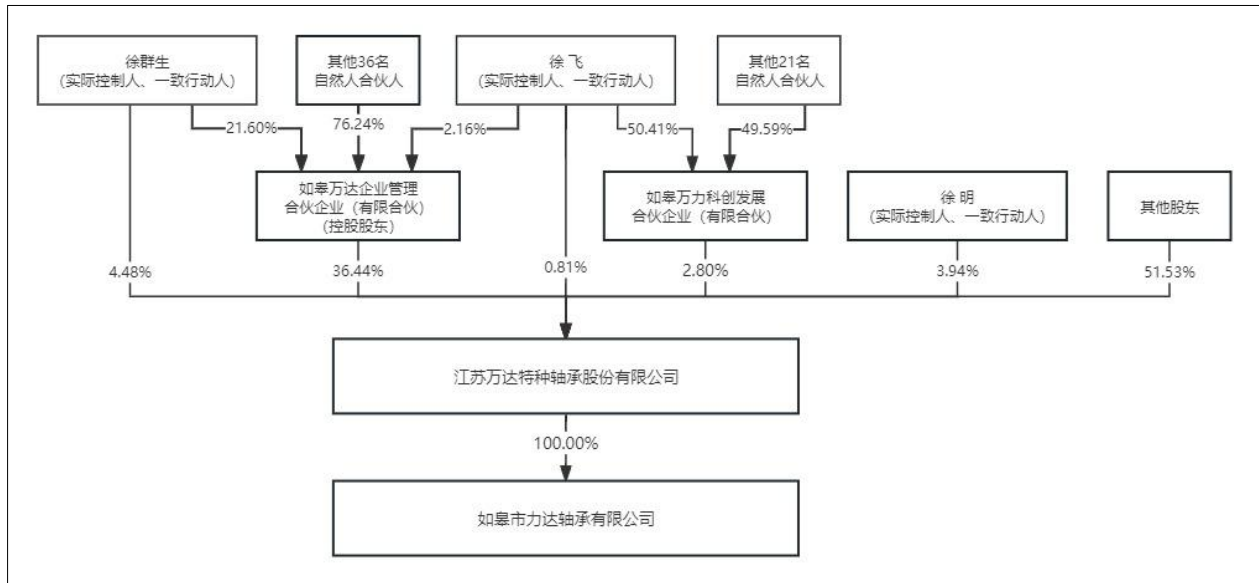 徐群生
（实际控制人、一致行动人）
其他36名
自然人合伙人
徐 飞
（实际控制人、一致行动人）
其他21名
自然人合伙人
21.60%
76.24%
2.16%
50.41%
49.59%
如皋万达企业管理
合伙企业（有限合伙）
（控股股东）
如皋万力科创发展
合伙企业（有限合伙）
徐 明
（实际控制人、一致行动人）
其他股东
4.48%
36.44%
0.81%
2.80%
3.94%
51.53%
江苏万达特种轴承股份有限公司
100.00%
如皋市力达轴承有限公司